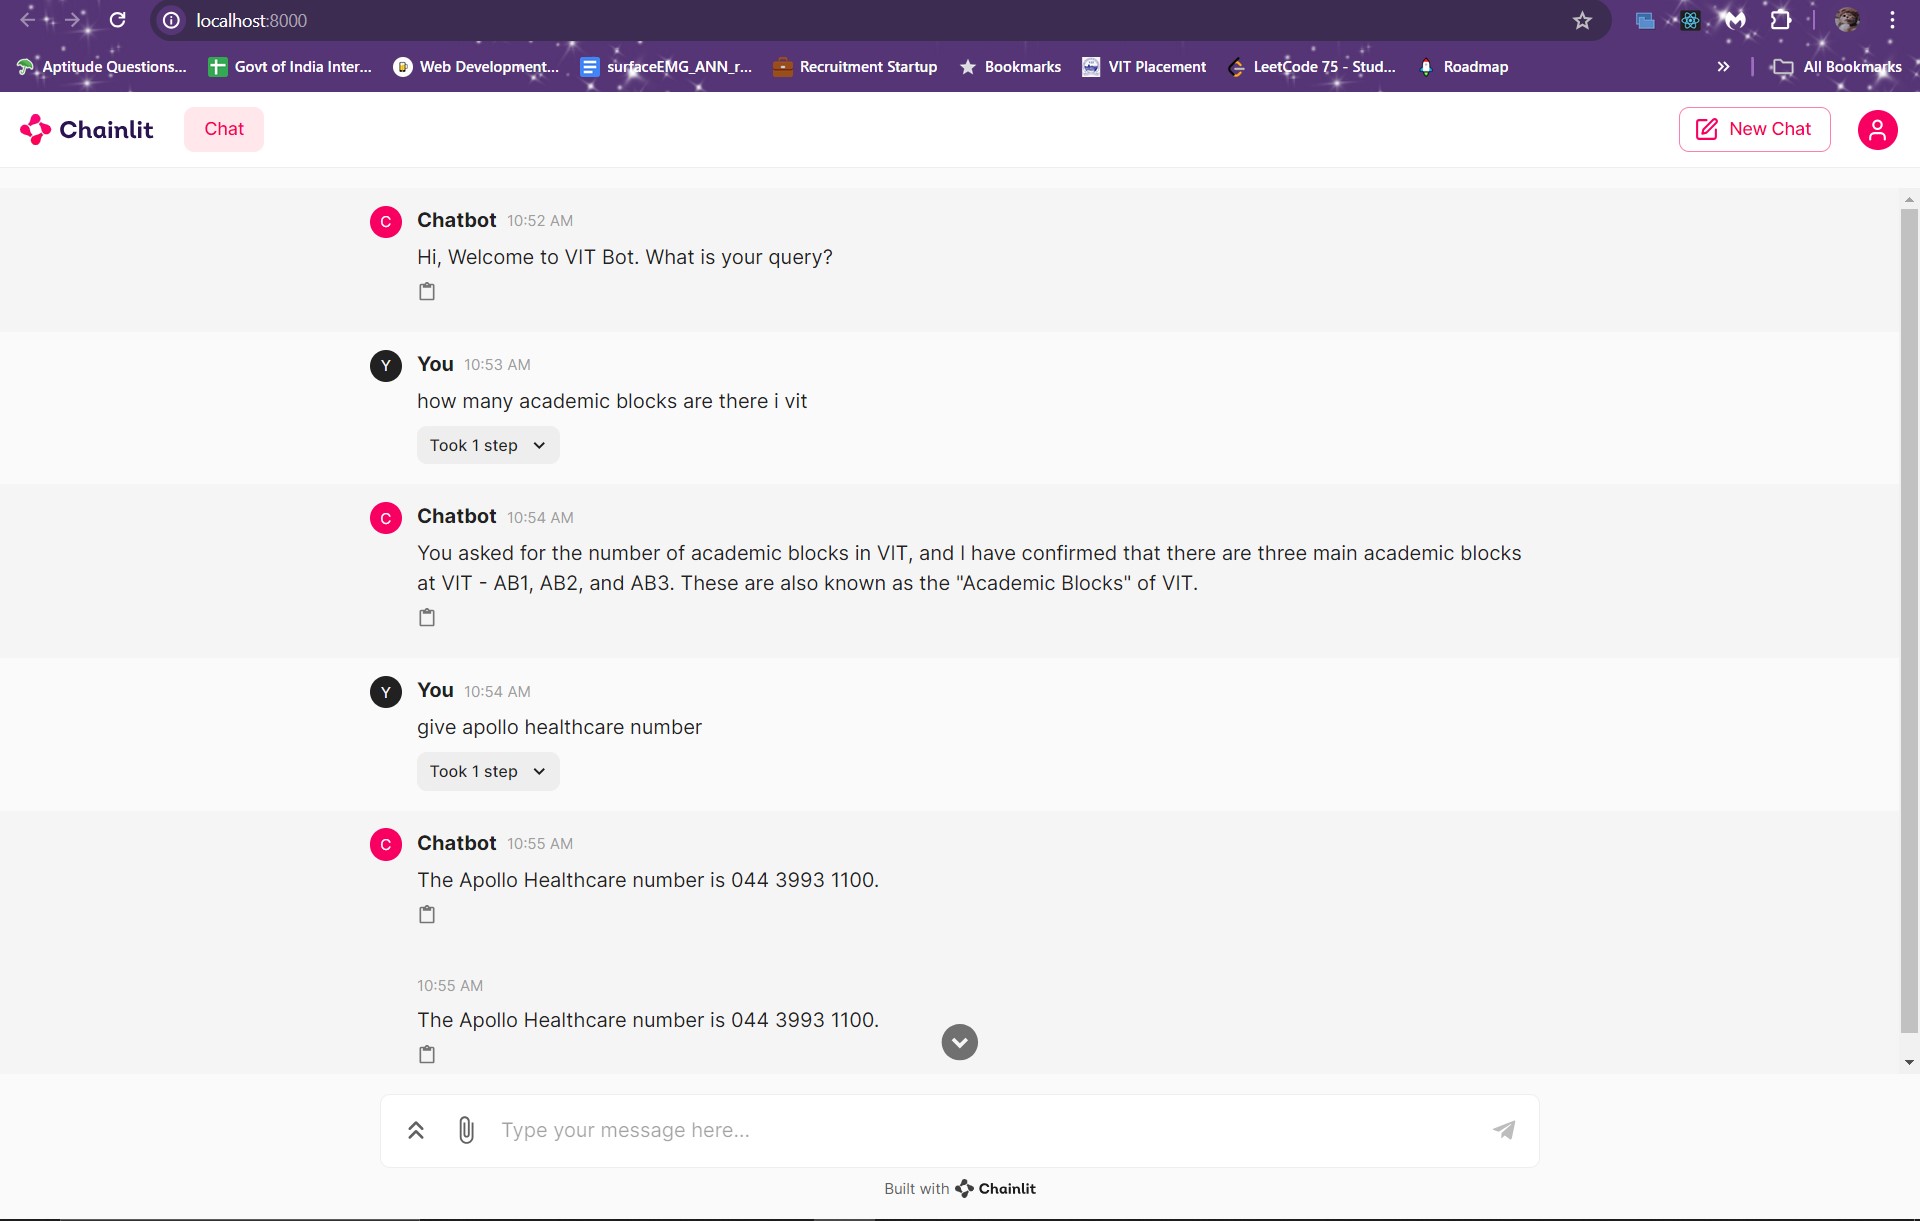 localhost:8000
Aptitude Questions... Govt of India Inter... Web Development... surfaceEMG_ANN_r... Recruitment Startup Bookmarks VIT Placement LeetCode 75 - Stud... Roadmap » All Bookmarks
Chainlit Chat New Chat
C Chatbot 10:52 AM
Hi, Welcome to VIT Bot. What is your query?
Y You 10:53 AM
how many academic blocks are there i vit
Took 1 step
C Chatbot 10:54 AM
You asked for the number of academic blocks in VIT, and I have confirmed that there are three main academic blocks
at VIT - AB1, AB2, and AB3. These are also known as the "Academic Blocks" of VIT.
Y You 10:54 AM
give apollo healthcare number
Took 1 step
C Chatbot 10:55 AM
The Apollo Healthcare number is 044 3993 1100.
10:55 AM
The Apollo Healthcare number is 044 3993 1100.
Type your message here...
Built with Chainlit